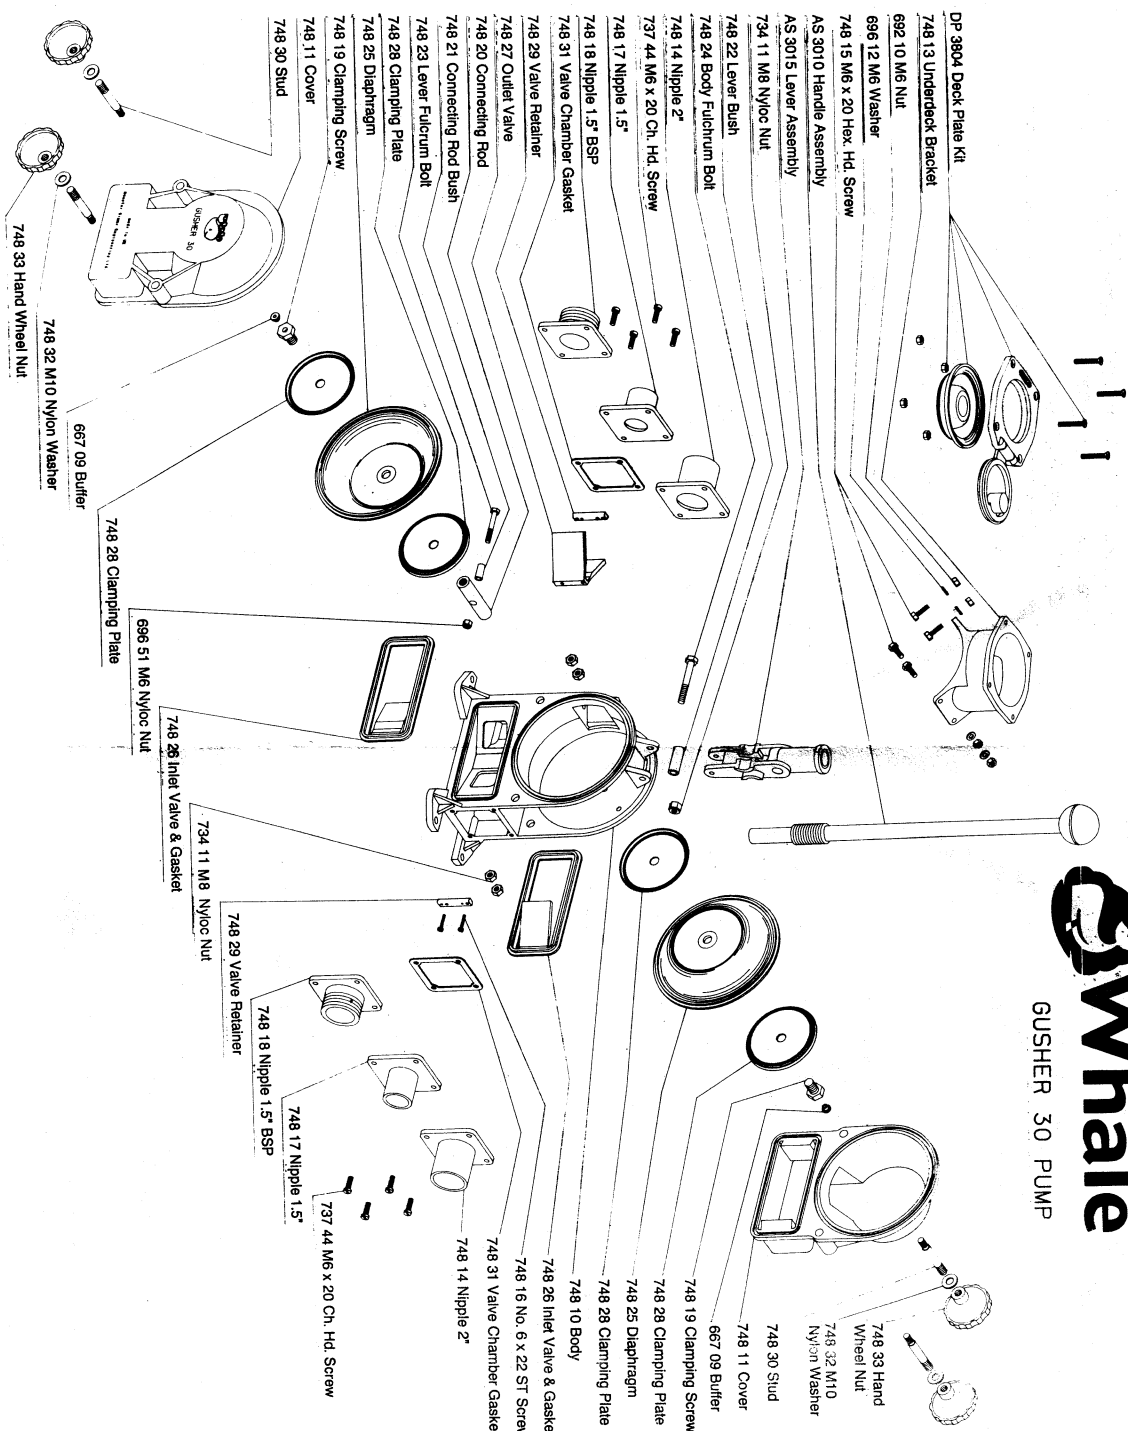 Whale
GUSHER 30 PUMP
DP 3804 Deck Plate Kit
748 13 Underdeck Bracket
692 10 M6 Nut
696 12 M6 Washer
748 15 M6 x 20 Hex. Hd. Screw
AS 3010 Handle Assembly
AS 3015 Lever Assembly
734 11 M8 Nyloc Nut
748 22 Lever Bush
748 24 Body Fulchrum Bolt
748 14 Nipple 2"
737 44 M6 x 20 Ch. Hd. Screw
748 17 Nipple 1.5"
748 18 Nipple 1.5" BSP
748 31 Valve Chamber Gasket
748 29 Valve Retainer
748 27 Outlet Valve
748 20 Connecting Rod
748 21 Connecting Rod Bush
748 23 Lever Fulcrum Bolt
748 28 Clamping Plate
748 25 Diaphragm
748 19 Clamping Screw
748 11 Cover
748 30 Stud
GUSHER 30
748 33 Hand
Wheel Nut
748 32 M10
Nylon Washer
748 30 Stud
748 11 Cover
667 09 Buffer
748 19 Clamping Screw
748 28 Clamping Plate
748 25 Diaphragm
748 28 Clamping Plate
748 10 Body
748 26 Inlet Valve & Gaske
748 16 No. 6 x 22 ST Screw
748 31 Valve Chamber Gaske
748 14 Nipple 2"
737 44 M6 x 20 Ch. Hd. Screw
748 17 Nipple 1.5"
748 18 Nipple 1.5" BSP
748 29 Valve Retainer
734 11 M8 Nyloc Nut
748 26 Inlet Valve & Gasket
696 51 M6 Nyloc Nut
748 28 Clamping Plate
667 09 Buffer
748 32 M10 Nylon Washer
748 33 Hand Wheel Nut